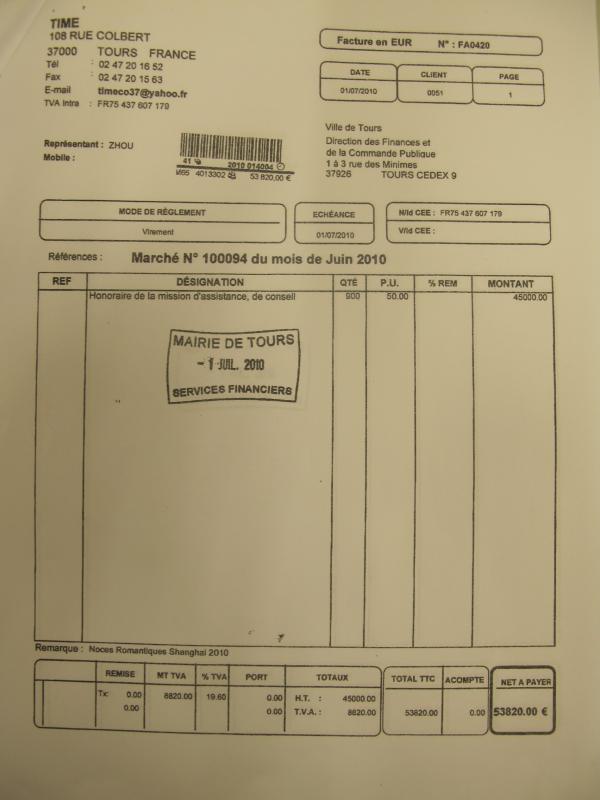 TIME
108 RUE COLBERT
37000 TOURS FRANCE
Tél : 02 47 20 16 52
Fax : 02 47 20 15 63
E-mail timeco37@yahoo.fr
TVA Intra : FR75 437 607 179
Facture en EUR N° : FA0420
DATE CLIENT PAGE
01/07/2010 0051 1
Représentant : ZHOU
Mobile :
41 2010 014004
4013302 53 820,00 €
Ville de Tours
Direction des Finances et
de la Commande Publique
1 à 3 rue des Minimes
37926 TOURS CEDEX 9
MODE DE RÉGLEMENT
Virement
ECHÉANCE
01/07/2010
N/id CEE : FR75 437 607 179
V/id CEE :
Références : Marché N° 100094 du mois de Juin 2010
REF DÉSIGNATION QTÉ P.U. % REM MONTANT
Honoraire de la mission d'assistance, de conseil 900 50.00 45000.00
MAIRIE DE TOURS
- 1 JUIL. 2010
SERVICES FINANCIERS
Remarque : Noces Romantiques Shanghai 2010
REMISE MT TVA % TVA PORT TOTAUX TOTAL TTC ACOMPTE NET A PAYER
Tx: 0.00 8820.00 19.60 0.00 H.T. : 45000.00
0.00 0.00 T.V.A. : 8820.00 53820.00 0.00 53820.00 €